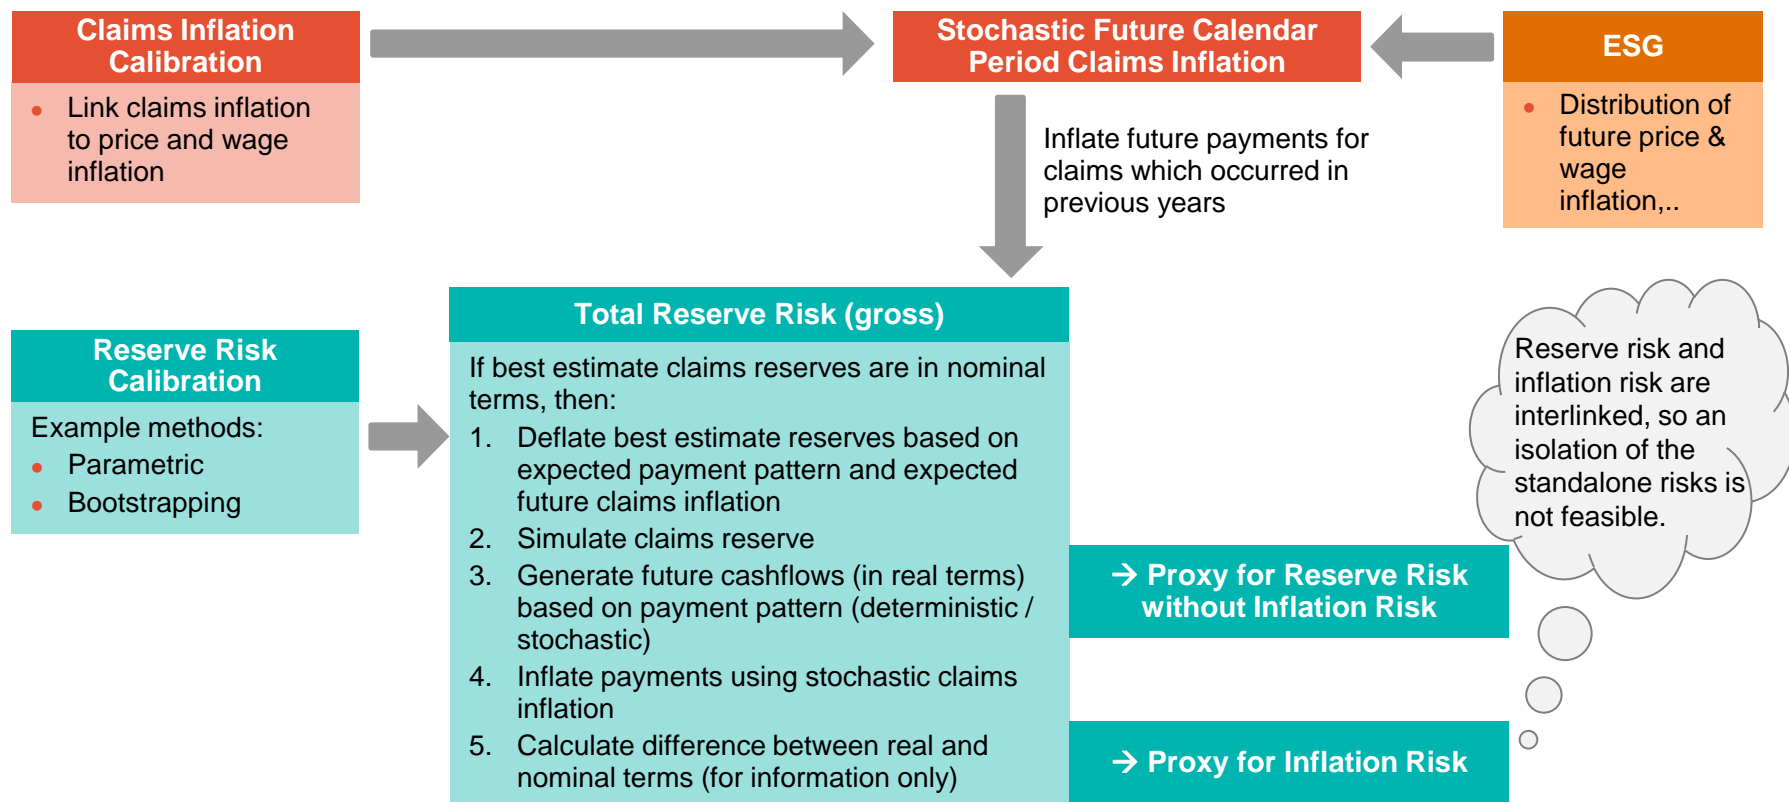 Claims Inflation
Calibration
• Link claims inflation
to price and wage
inflation
Stochastic Future Calendar
Period Claims Inflation
ESG
• Distribution of
future price &
wage
inflation,..
Inflate future payments for
claims which occurred in
previous years
Reserve Risk
Calibration
Example methods:
• Parametric
• Bootstrapping
Total Reserve Risk (gross)
If best estimate claims reserves are in nominal
terms, then:
1. Deflate best estimate reserves based on
expected payment pattern and expected
future claims inflation
2. Simulate claims reserve
3. Generate future cashflows (in real terms)
based on payment pattern (deterministic /
stochastic)
4. Inflate payments using stochastic claims
inflation
5. Calculate difference between real and
nominal terms (for information only)
→ Proxy for Reserve Risk
without Inflation Risk
→ Proxy for Inflation Risk
Reserve risk and
inflation risk are
interlinked, so an
isolation of the
standalone risks is
not feasible.